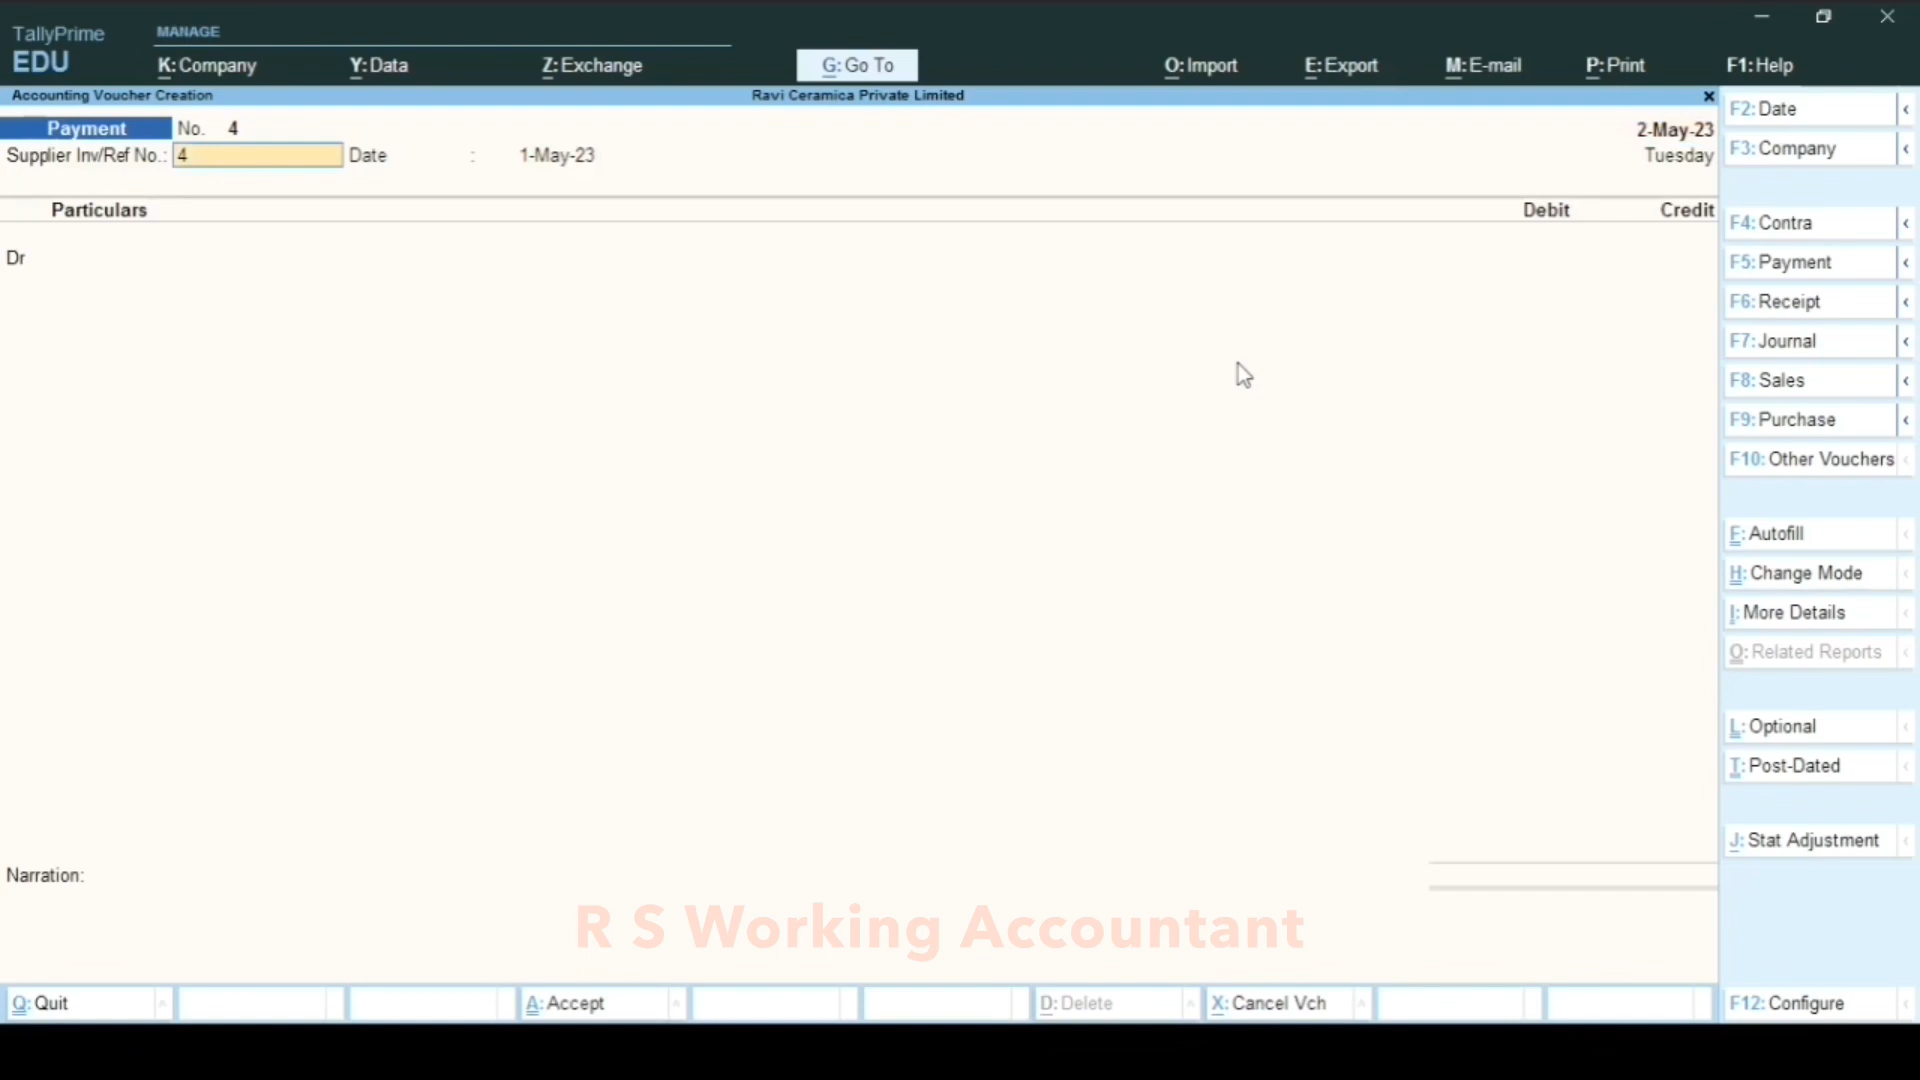 TallyPrime
EDU
MANAGE
K: Company Y: Data Z: Exchange G: Go To O: Import E: Export M: E-mail P: Print F1: Help
Accounting Voucher Creation Ravi Ceramica Private Limited
Payment No. 4 2-May-23
Supplier Inv/Ref No.: 4 Date : 1-May-23 Tuesday
Particulars Debit Credit
Dr
Narration:
R S Working Accountant
Q: Quit A: Accept D: Delete X: Cancel Vch
F2: Date
F3: Company
F4: Contra
F5: Payment
F6: Receipt
F7: Journal
F8: Sales
F9: Purchase
F10: Other Vouchers
F: Autofill
H: Change Mode
I: More Details
O: Related Reports
L: Optional
T: Post-Dated
J: Stat Adjustment
F12: Configure